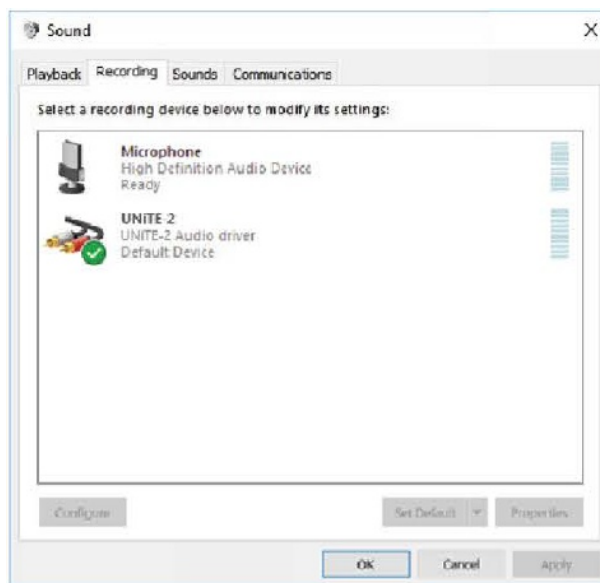 Sound
Playback Recording Sounds Communications
Select a recording device below to modify its settings:
Microphone
High Definition Audio Device
Ready
UNiTE 2
UNiTE-2 Audio driver
Default Device
Configure Set Default Properties
OK Cancel Apply